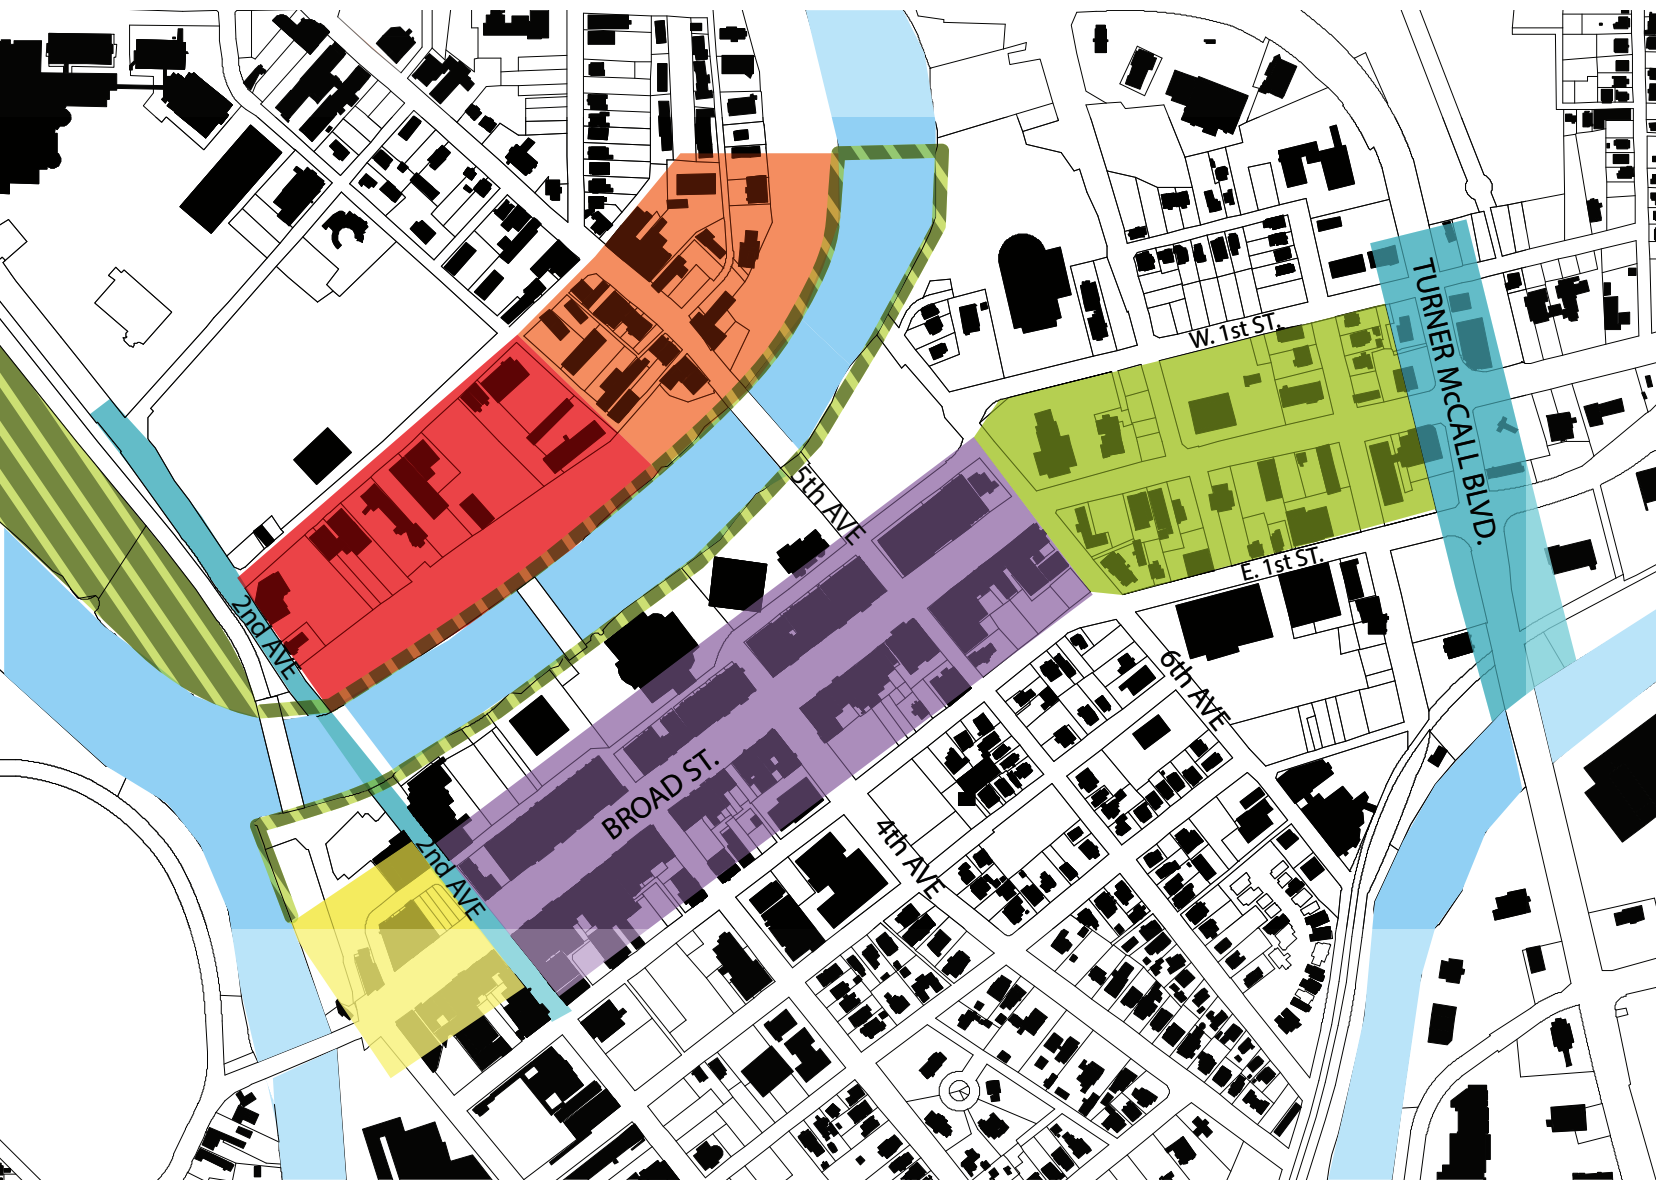 TURNER McCALL BLVD.
W. 1st ST.
5th AVE
E. 1st ST.
2nd AVE
6th AVE
BROAD ST.
4th AVE
2nd AVE